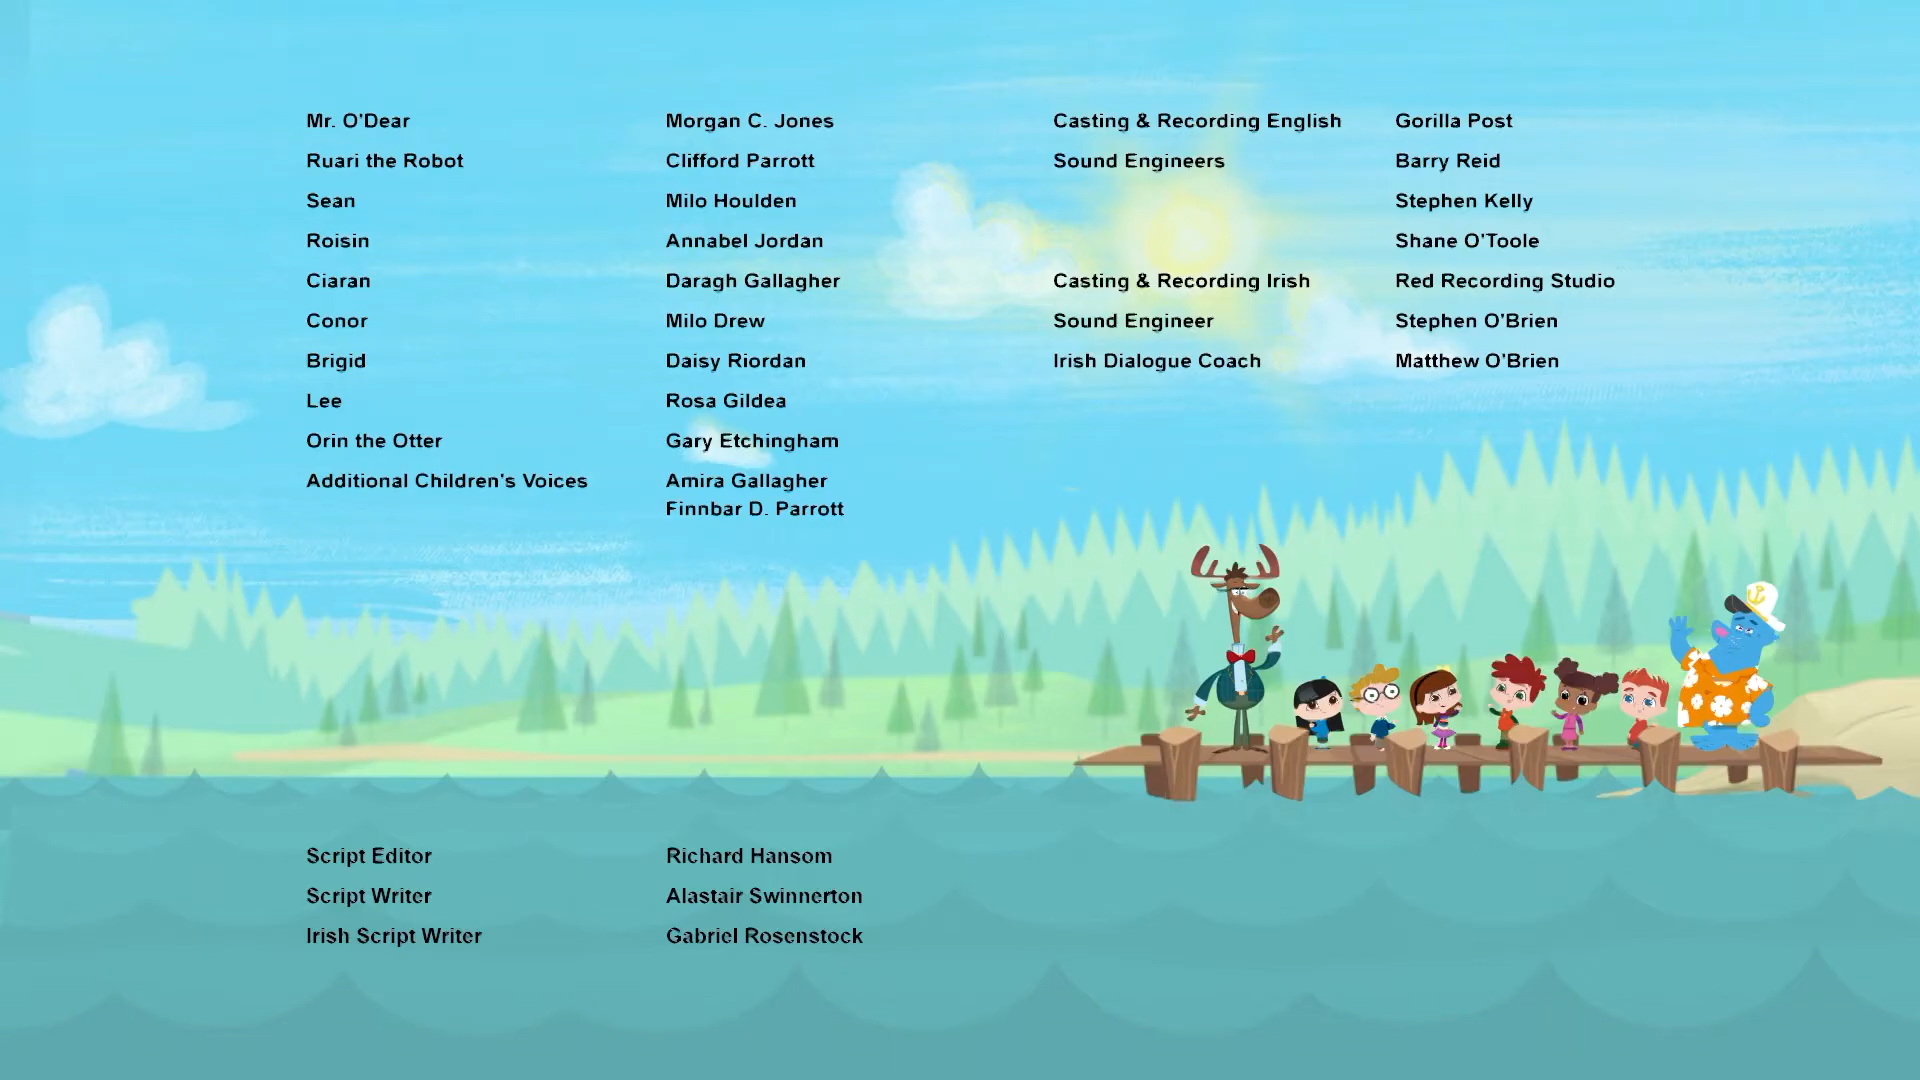 Mr. O'Dear Morgan C. Jones
Ruari the Robot Clifford Parrott
Sean Milo Houlden
Roisin Annabel Jordan
Ciaran Daragh Gallagher
Conor Milo Drew
Brigid Daisy Riordan
Lee Rosa Gildea
Orin the Otter Gary Etchingham
Additional Children's Voices Amira Gallagher
Finnbar D. Parrott
Casting & Recording English Gorilla Post
Sound Engineers Barry Reid
Stephen Kelly
Shane O'Toole
Casting & Recording Irish Red Recording Studio
Sound Engineer Stephen O'Brien
Irish Dialogue Coach Matthew O'Brien
Script Editor Richard Hansom
Script Writer Alastair Swinnerton
Irish Script Writer Gabriel Rosenstock